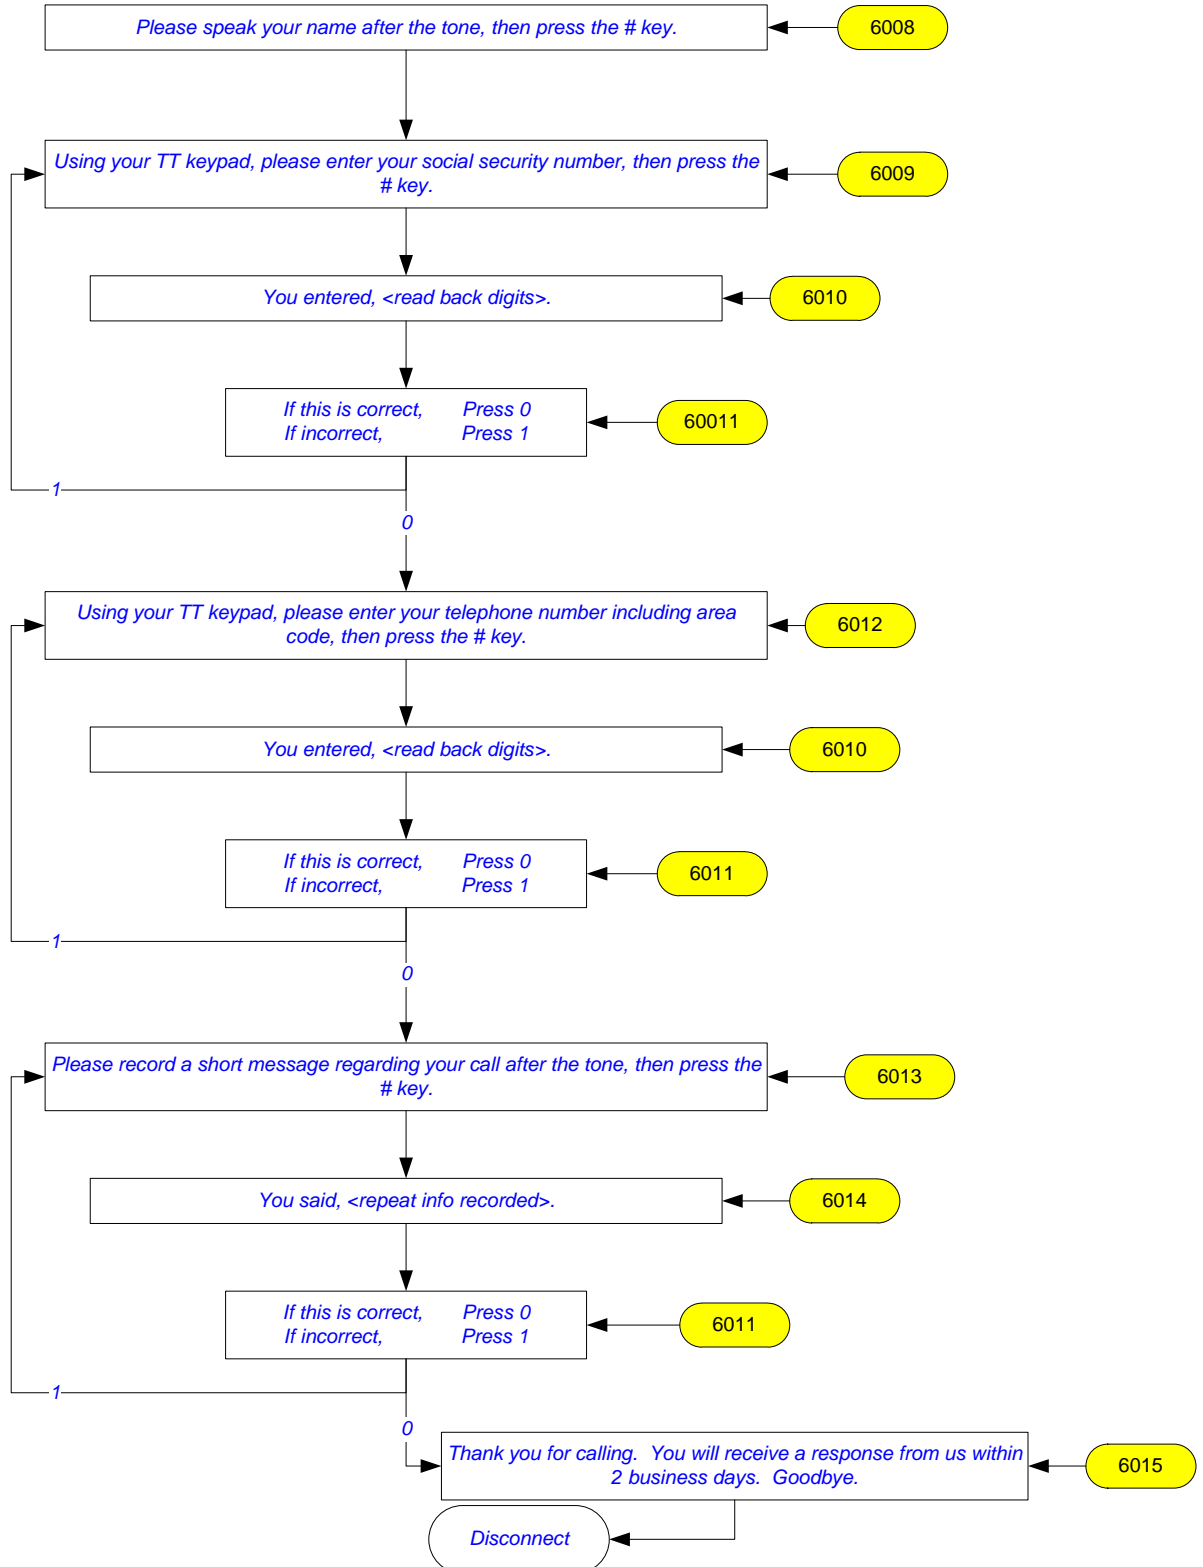 Please speak your name after the tone, then press the # key.
6008
Using your TT keypad, please enter your social security number, then press the
# key.
6009
You entered, <read back digits>.
6010
If this is correct, Press 0
If incorrect, Press 1
60011
1
0
Using your TT keypad, please enter your telephone number including area
code, then press the # key.
6012
You entered, <read back digits>.
6010
If this is correct, Press 0
If incorrect, Press 1
6011
1
0
Please record a short message regarding your call after the tone, then press the
# key.
6013
You said, <repeat info recorded>.
6014
If this is correct, Press 0
If incorrect, Press 1
6011
1
0
Thank you for calling.  You will receive a response from us within
2 business days.  Goodbye.
6015
Disconnect